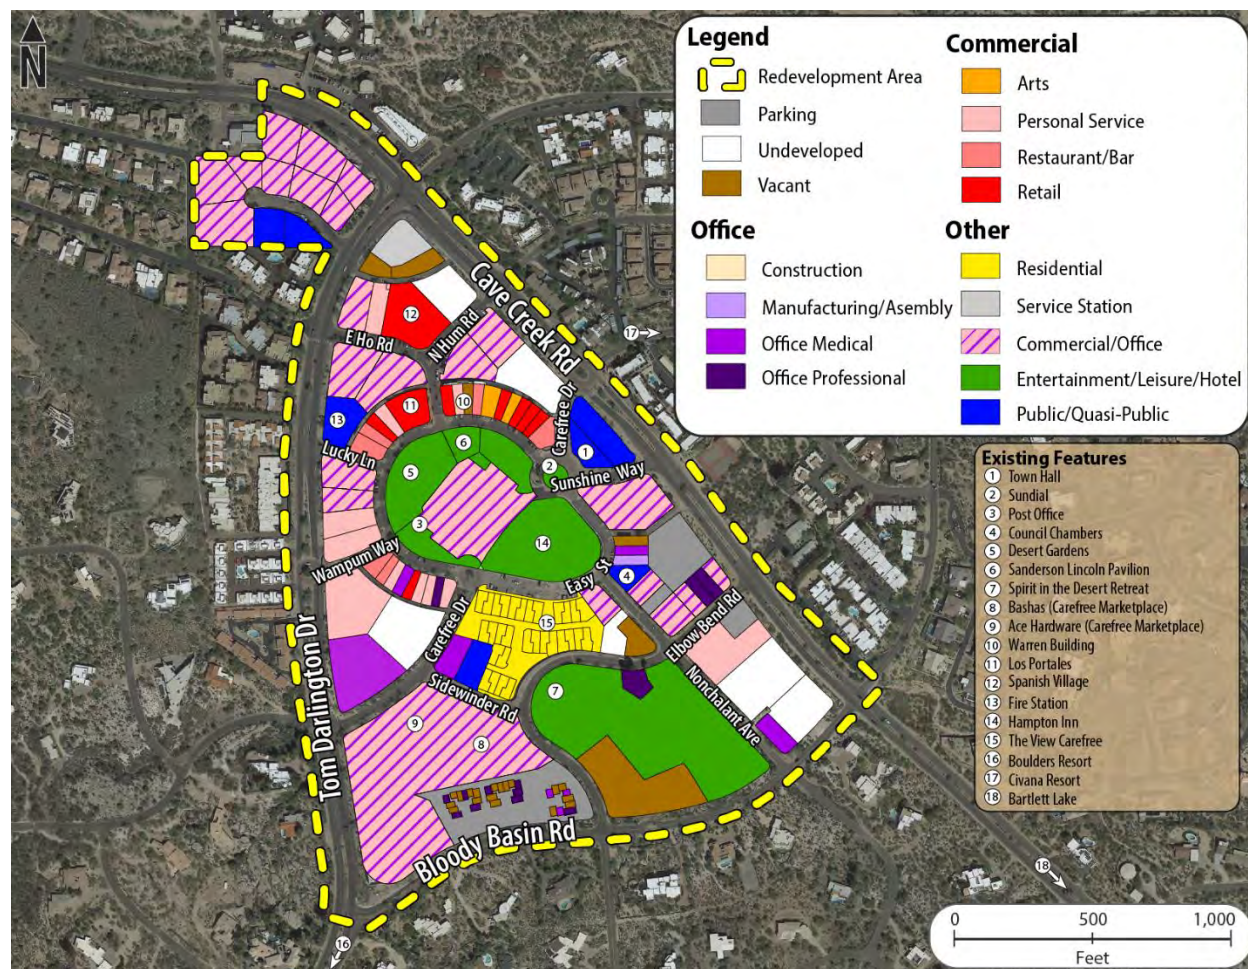 N
Legend
Redevelopment Area
Parking
Undeveloped
Vacant
Office
Construction
Manufacturing/Asembly
Office Medical
Office Professional
Commercial
Arts
Personal Service
Restaurant/Bar
Retail
Other
Residential
Service Station
Commercial/Office
Entertainment/Leisure/Hotel
Public/Quasi-Public
Existing Features
1 Town Hall
2 Sundial
3 Post Office
4 Council Chambers
5 Desert Gardens
6 Sanderson Lincoln Pavilion
7 Spirit in the Desert Retreat
8 Bashas (Carefree Marketplace)
9 Ace Hardware (Carefree Marketplace)
10 Warren Building
11 Los Portales
12 Spanish Village
13 Fire Station
14 Hampton Inn
15 The View Carefree
16 Boulders Resort
17 Civana Resort
18 Bartlett Lake
Cave Creek Rd
12
N Hum Rd
E Ho Rd
17
13
11
10
Carefree Dr
Lucky Ln
6
1
5
2
Sunshine Way
3
14
Wampum Way
Easy St
4
Carefree Dr
15
Elbow Bend Rd
Tom Darlington Dr
Sidewinder Rd
7
Nonchalant Ave
9
8
Bloody Basin Rd
16
18
0 500 1,000
Feet